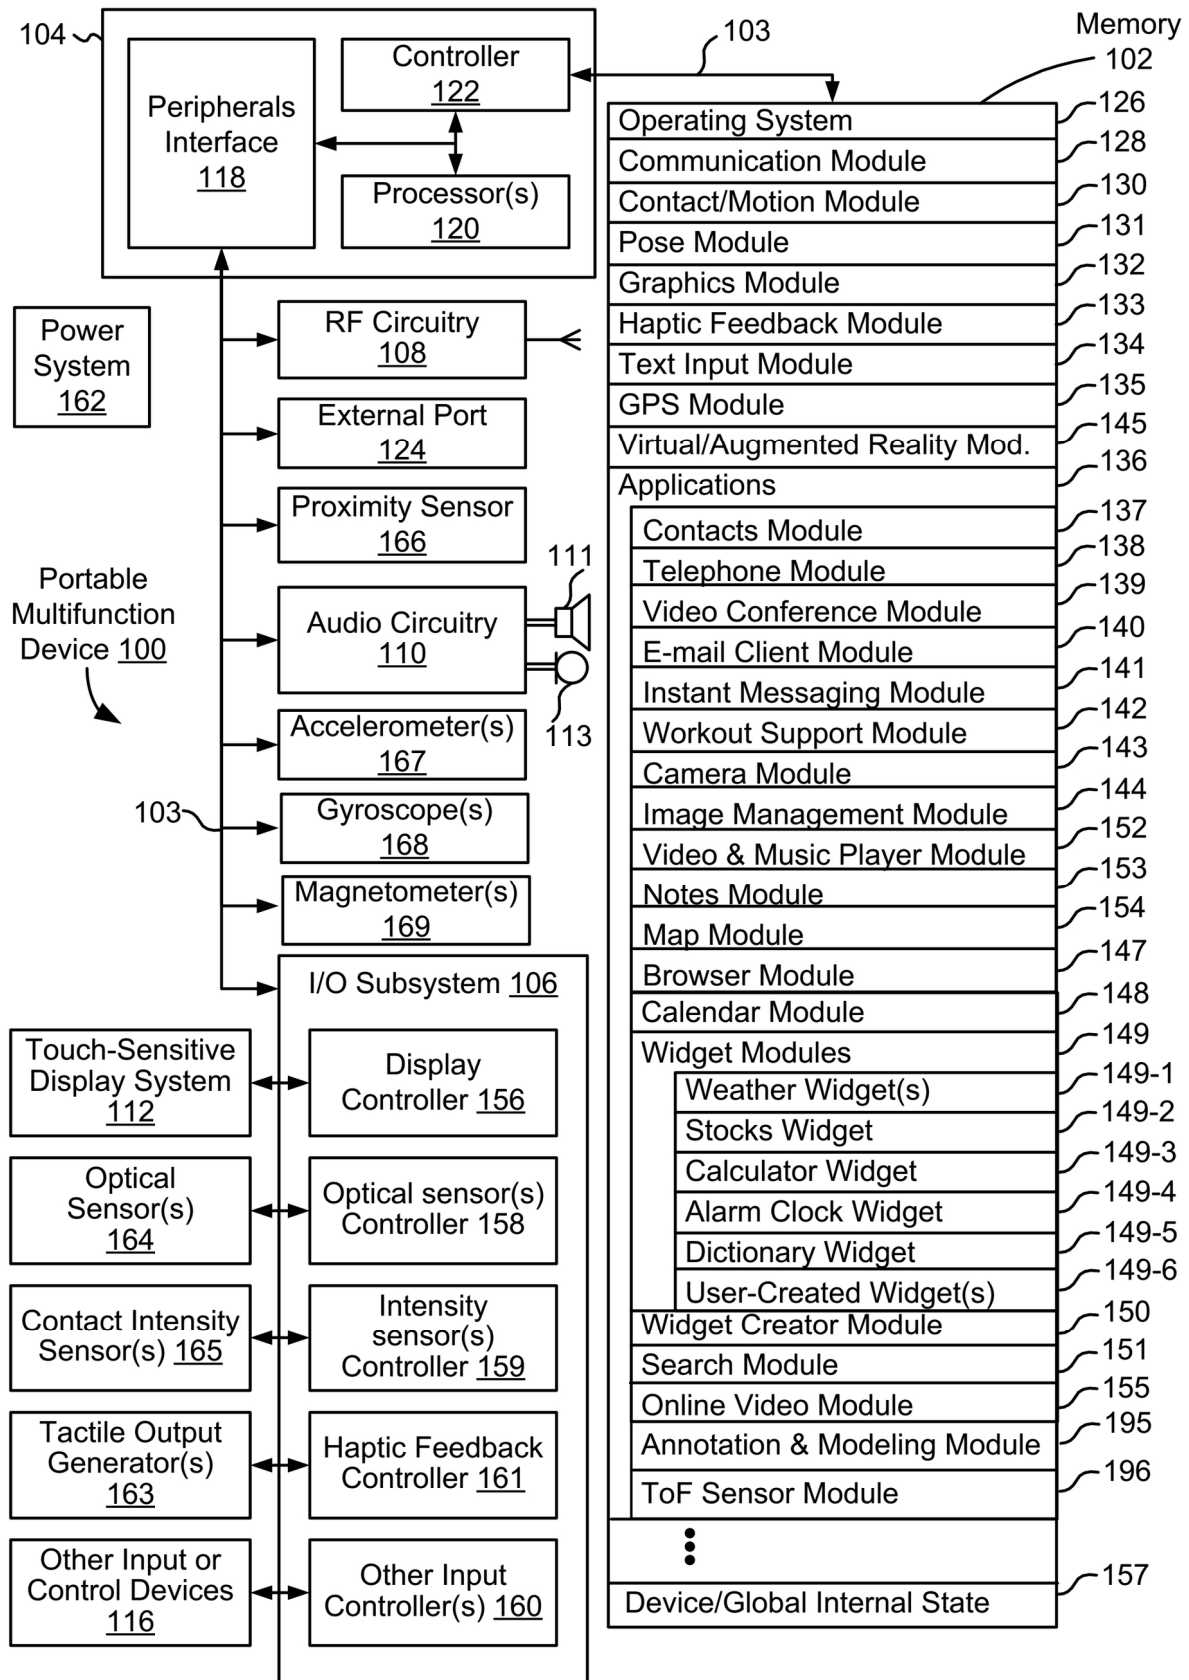 104
Peripherals
Interface
118
Controller
122
Processor(s)
120
103
Memory
102
Power
System
162
RF Circuitry
108
External Port
124
Proximity Sensor
166
Audio Circuitry
110
111
113
Portable
Multifunction
Device 100
Accelerometer(s)
167
103
Gyroscope(s)
168
Magnetometer(s)
169
I/O Subsystem 106
Touch-Sensitive
Display System
112
Display
Controller 156
Optical
Sensor(s)
164
Optical sensor(s)
Controller 158
Contact Intensity
Sensor(s) 165
Intensity
sensor(s)
Controller 159
Tactile Output
Generator(s)
163
Haptic Feedback
Controller 161
Other Input or
Control Devices
116
Other Input
Controller(s) 160
Operating System 126
Communication Module 128
Contact/Motion Module 130
Pose Module 131
Graphics Module 132
Haptic Feedback Module 133
Text Input Module 134
GPS Module 135
Virtual/Augmented Reality Mod. 145
Applications 136
Contacts Module 137
Telephone Module 138
Video Conference Module 139
E-mail Client Module 140
Instant Messaging Module 141
Workout Support Module 142
Camera Module 143
Image Management Module 144
Video & Music Player Module 152
Notes Module 153
Map Module 154
Browser Module 147
Calendar Module 148
Widget Modules 149
Weather Widget(s) 149-1
Stocks Widget 149-2
Calculator Widget 149-3
Alarm Clock Widget 149-4
Dictionary Widget 149-5
User-Created Widget(s) 149-6
Widget Creator Module 150
Search Module 151
Online Video Module 155
Annotation & Modeling Module 195
ToF Sensor Module 196
Device/Global Internal State 157